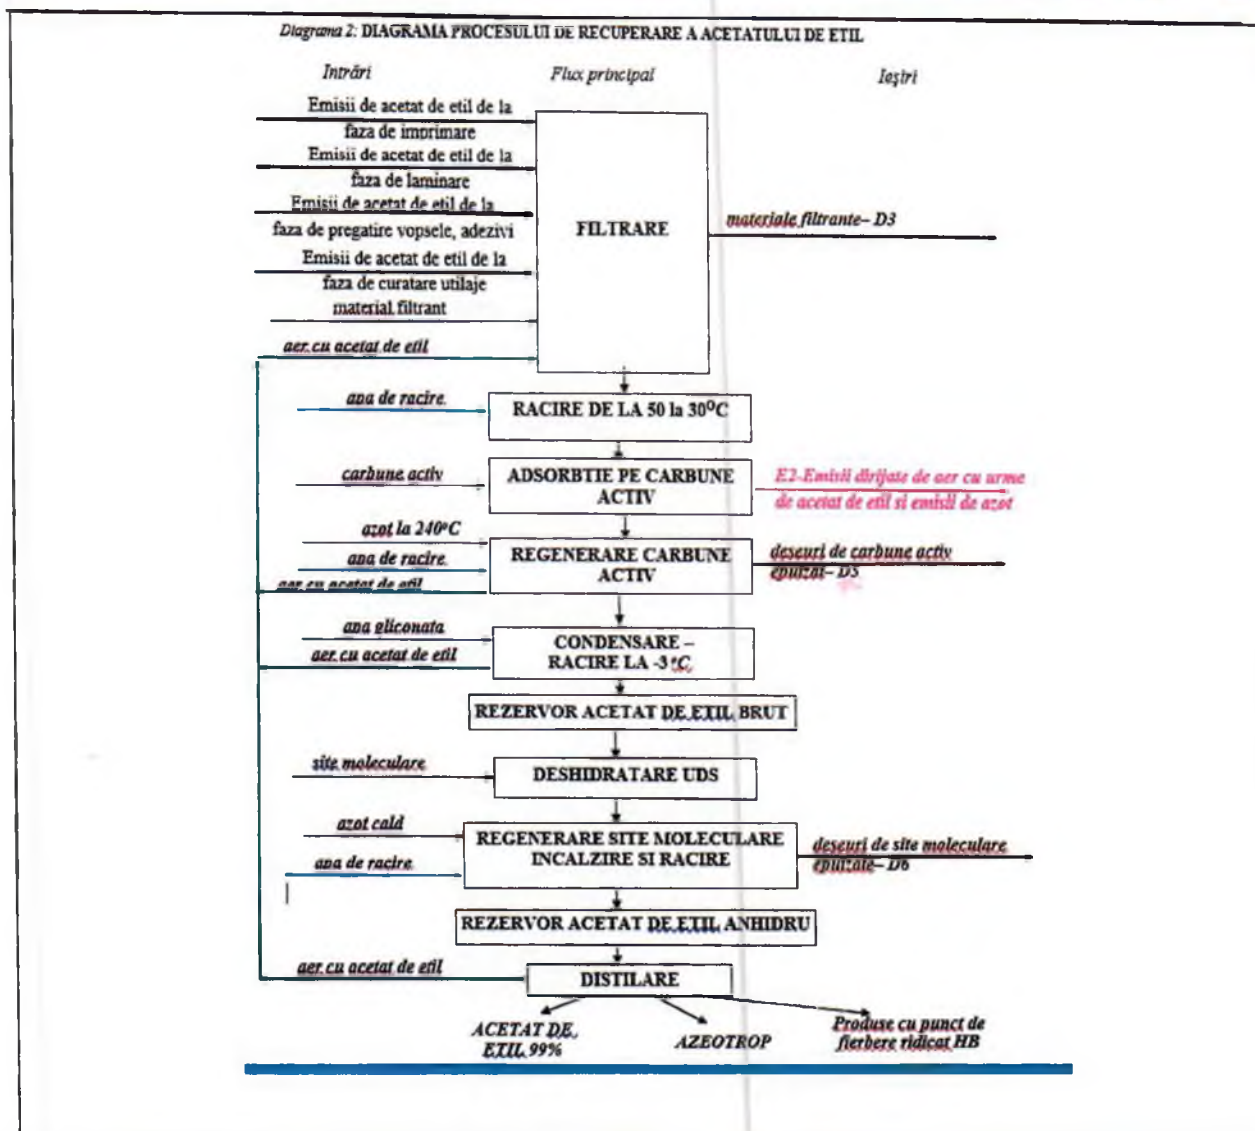 Diagrama 2: DIAGRAMA PROCESULUI DE RECUPERARE A ACETATULUI DE ETIL
Intrări
Flux principal
Ieşiri
Emisii de acetat de etil de la
faza de imprimare
Emisii de acetat de etil de la
faza de laminare
Emisii de acetat de etil de la
faza de pregatire vopsele, adezivi
Emisii de acetat de etil de la
faza de curatare utilaje
material filtrant
aer cu acetat de etil
FILTRARE
materiale filtrante– D3
apa de racire
RACIRE DE LA 50 la 30⁰C
carbune activ
ADSORBTIE PE CARBUNE
ACTIV
E2-Emisii dirijate de aer cu urme
de acetat de etil si emisii de azot
azot la 240°C
apa de racire
aer cu acetat de etil
REGENERARE CARBUNE
ACTIV
deseuri de carbune activ
epuizat– D5
apa gliconata
aer cu acetat de etil
CONDENSARE –
RACIRE LA -3°C
REZERVOR ACETAT DE ETIL BRUT
site moleculare
DESHIDRATARE UDS
azot cald
apa de racire
REGENERARE SITE MOLECULARE
INCALZIRE SI RACIRE
deseuri de site moleculare
epuizate– D6
REZERVOR ACETAT DE ETIL ANHIDRU
aer cu acetat de etil
DISTILARE
ACETAT DE
ETIL 99%
AZEOTROP
Produse cu punct de
fierbere ridicat HB